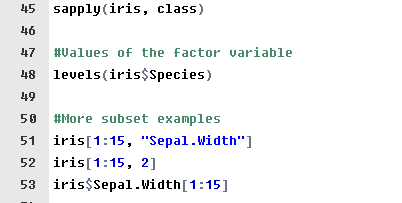 45 sapply(iris, class)
46
47 #Values of the factor variable
48 levels(iris$Species)
49
50 #More subset examples
51 iris[1:15, "Sepal.Width"]
52 iris[1:15, 2]
53 iris$Sepal.Width[1:15]